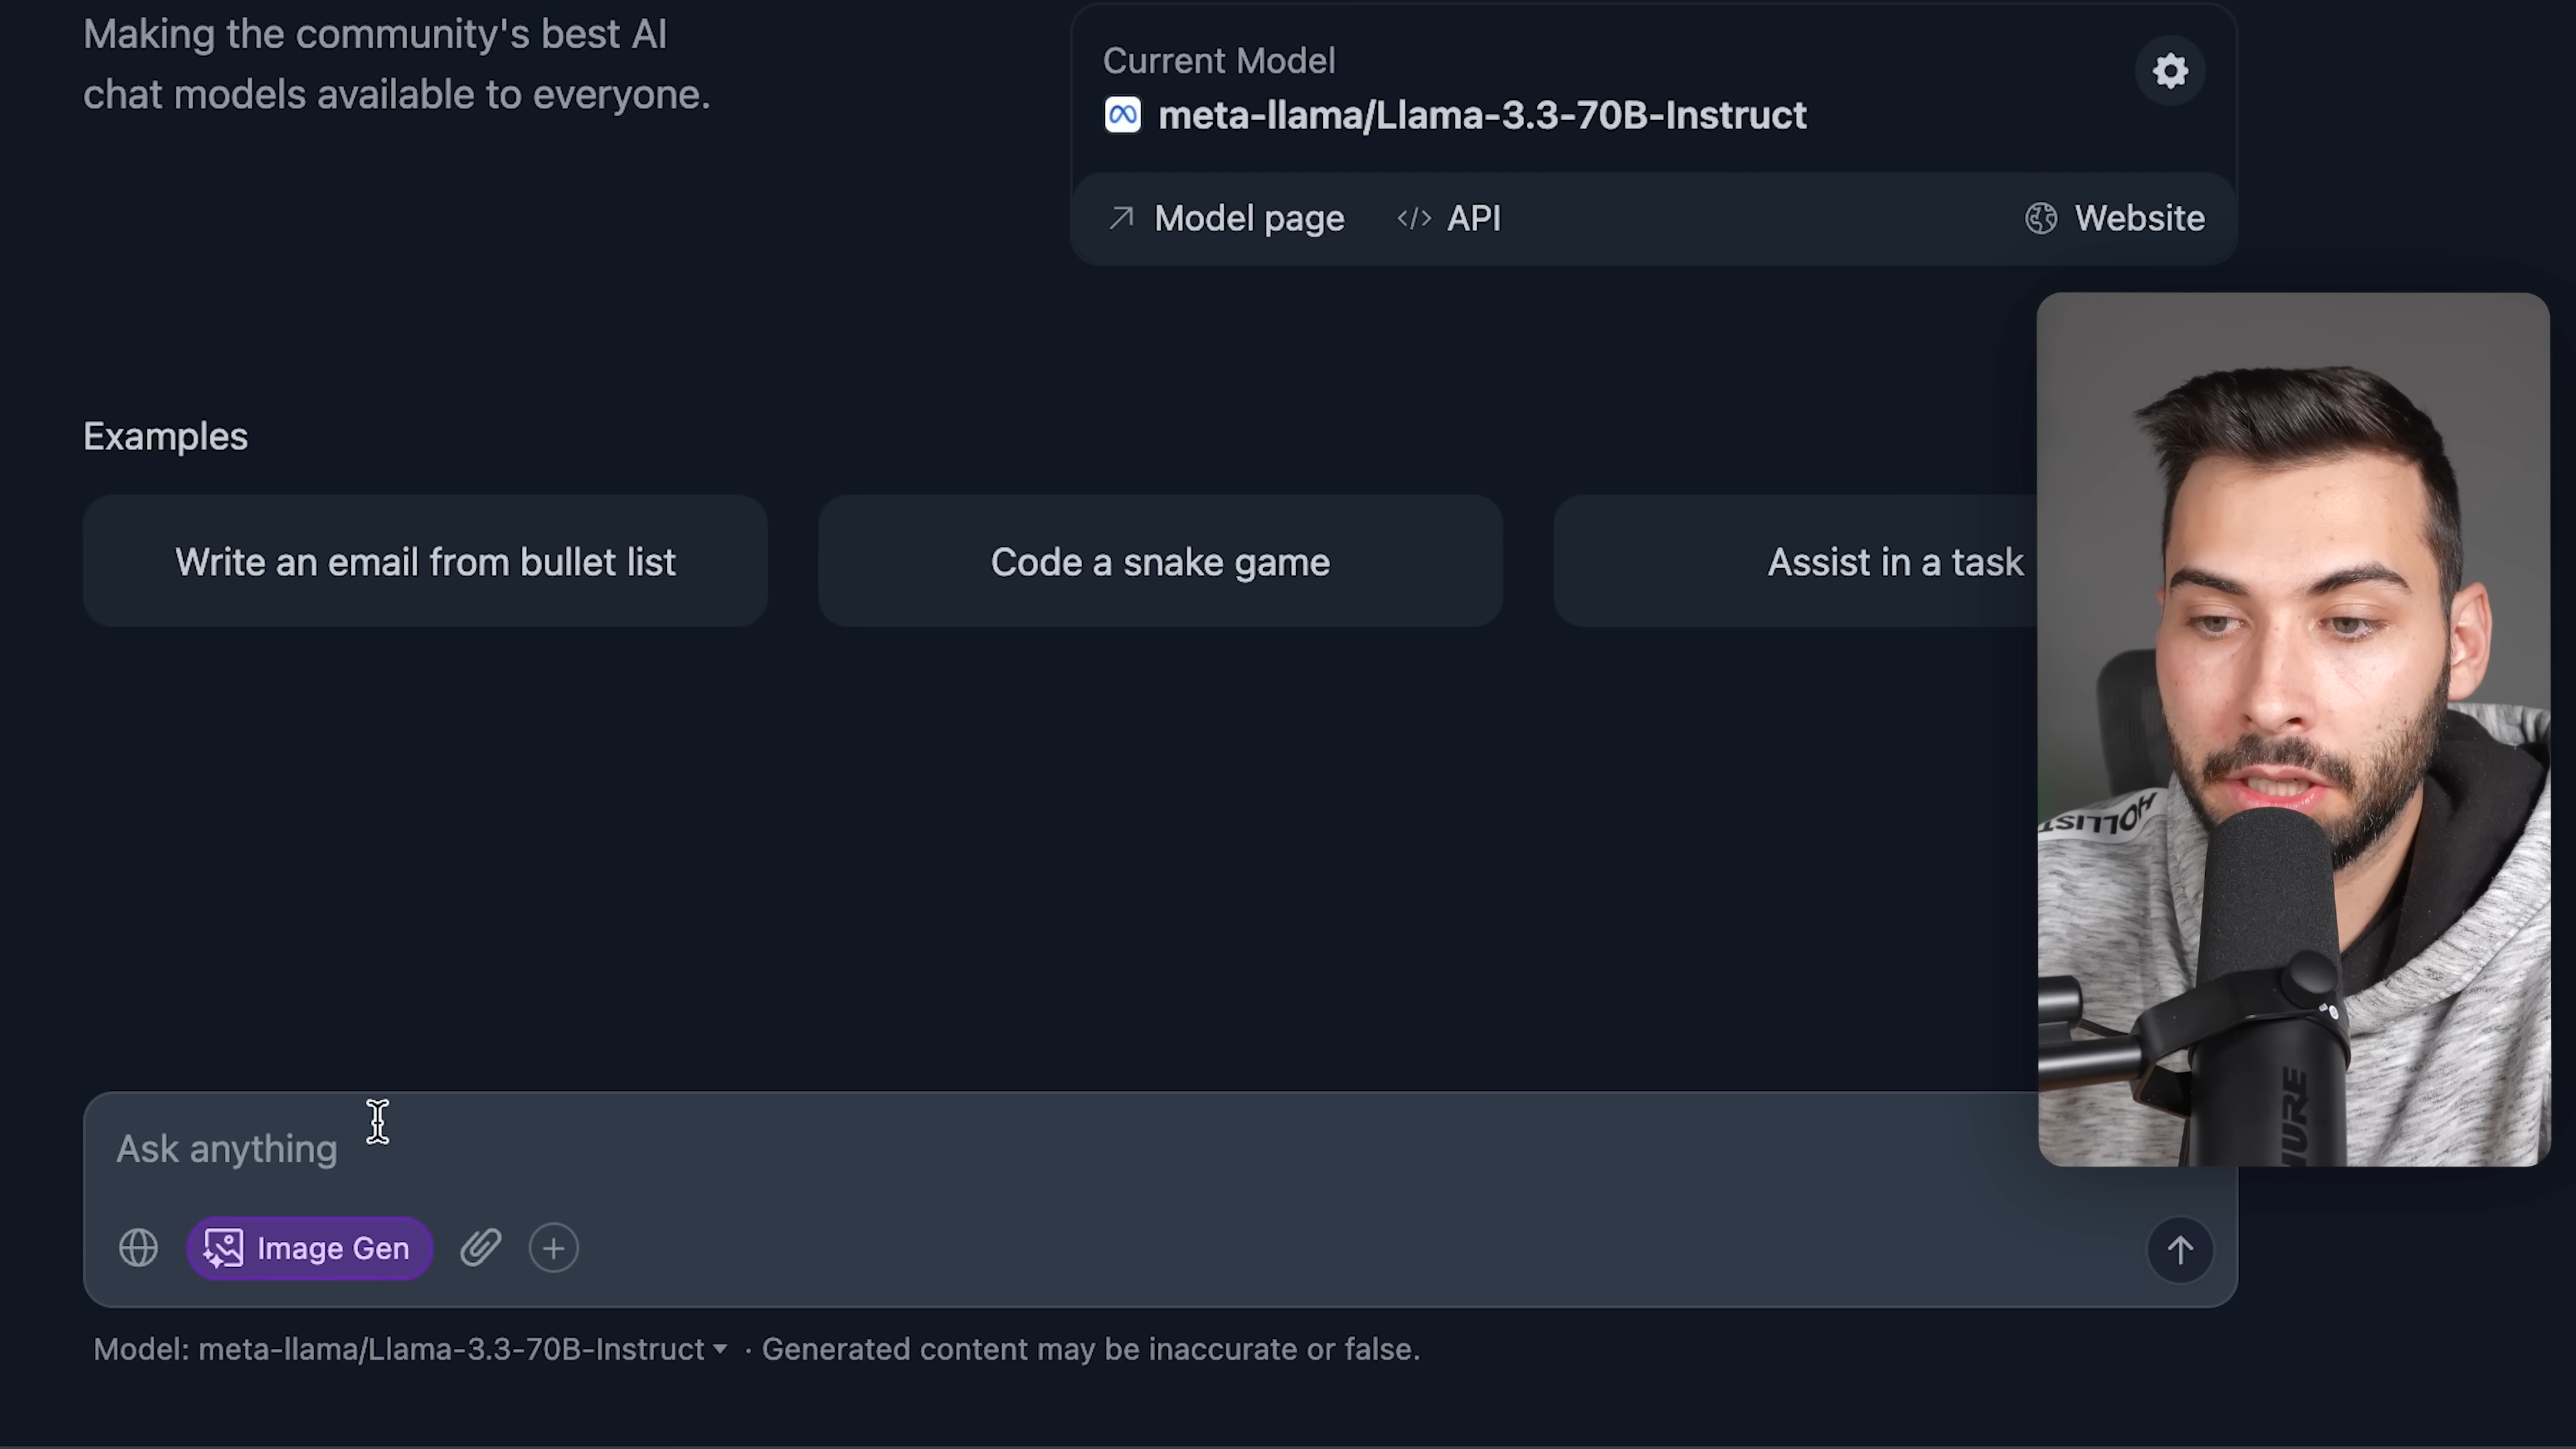 Making the community's best AI
chat models available to everyone.
Current Model
meta-llama/Llama-3.3-70B-Instruct
Model page
API
Website
Examples
Write an email from bullet list
Code a snake game
Assist in a task
Ask anything
Image Gen
Model: meta-llama/Llama-3.3-70B-Instruct · Generated content may be inaccurate or false.
HOLLIST
HURE